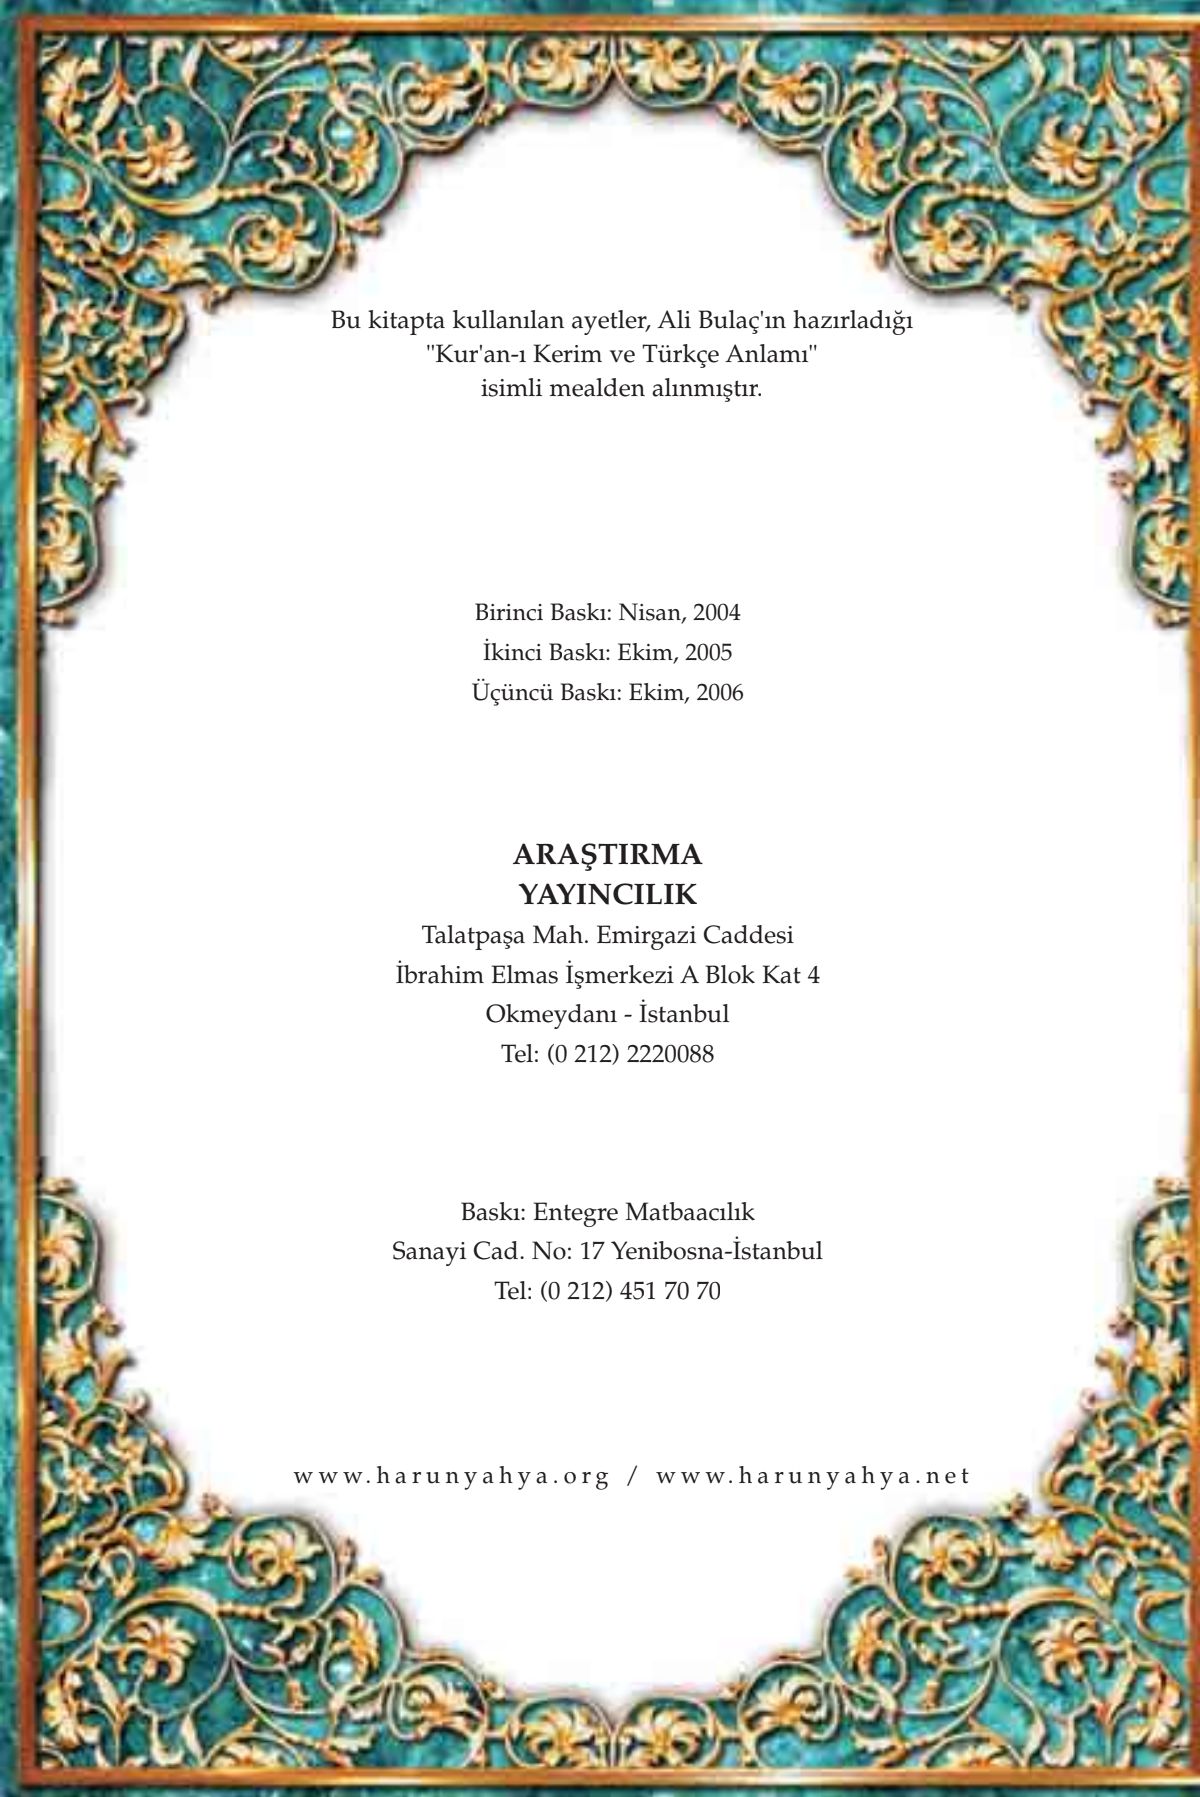 Bu kitapta kullanılan ayetler, Ali Bulaç'ın hazırladığı
"Kur'an-ı Kerim ve Türkçe Anlamı"
isimli mealden alınmıştır.
Birinci Baskı: Nisan, 2004
İkinci Baskı: Ekim, 2005
Üçüncü Baskı: Ekim, 2006
ARAŞTIRMA
YAYINCILIK
Talatpaşa Mah. Emirgazi Caddesi
İbrahim Elmas İşmerkezi A Blok Kat 4
Okmeydanı - İstanbul
Tel: (0 212) 2220088
Baskı: Entegre Matbaacılık
Sanayi Cad. No: 17 Yenibosna-İstanbul
Tel: (0 212) 451 70 70
www.harunyahya.org / www.harunyahya.net